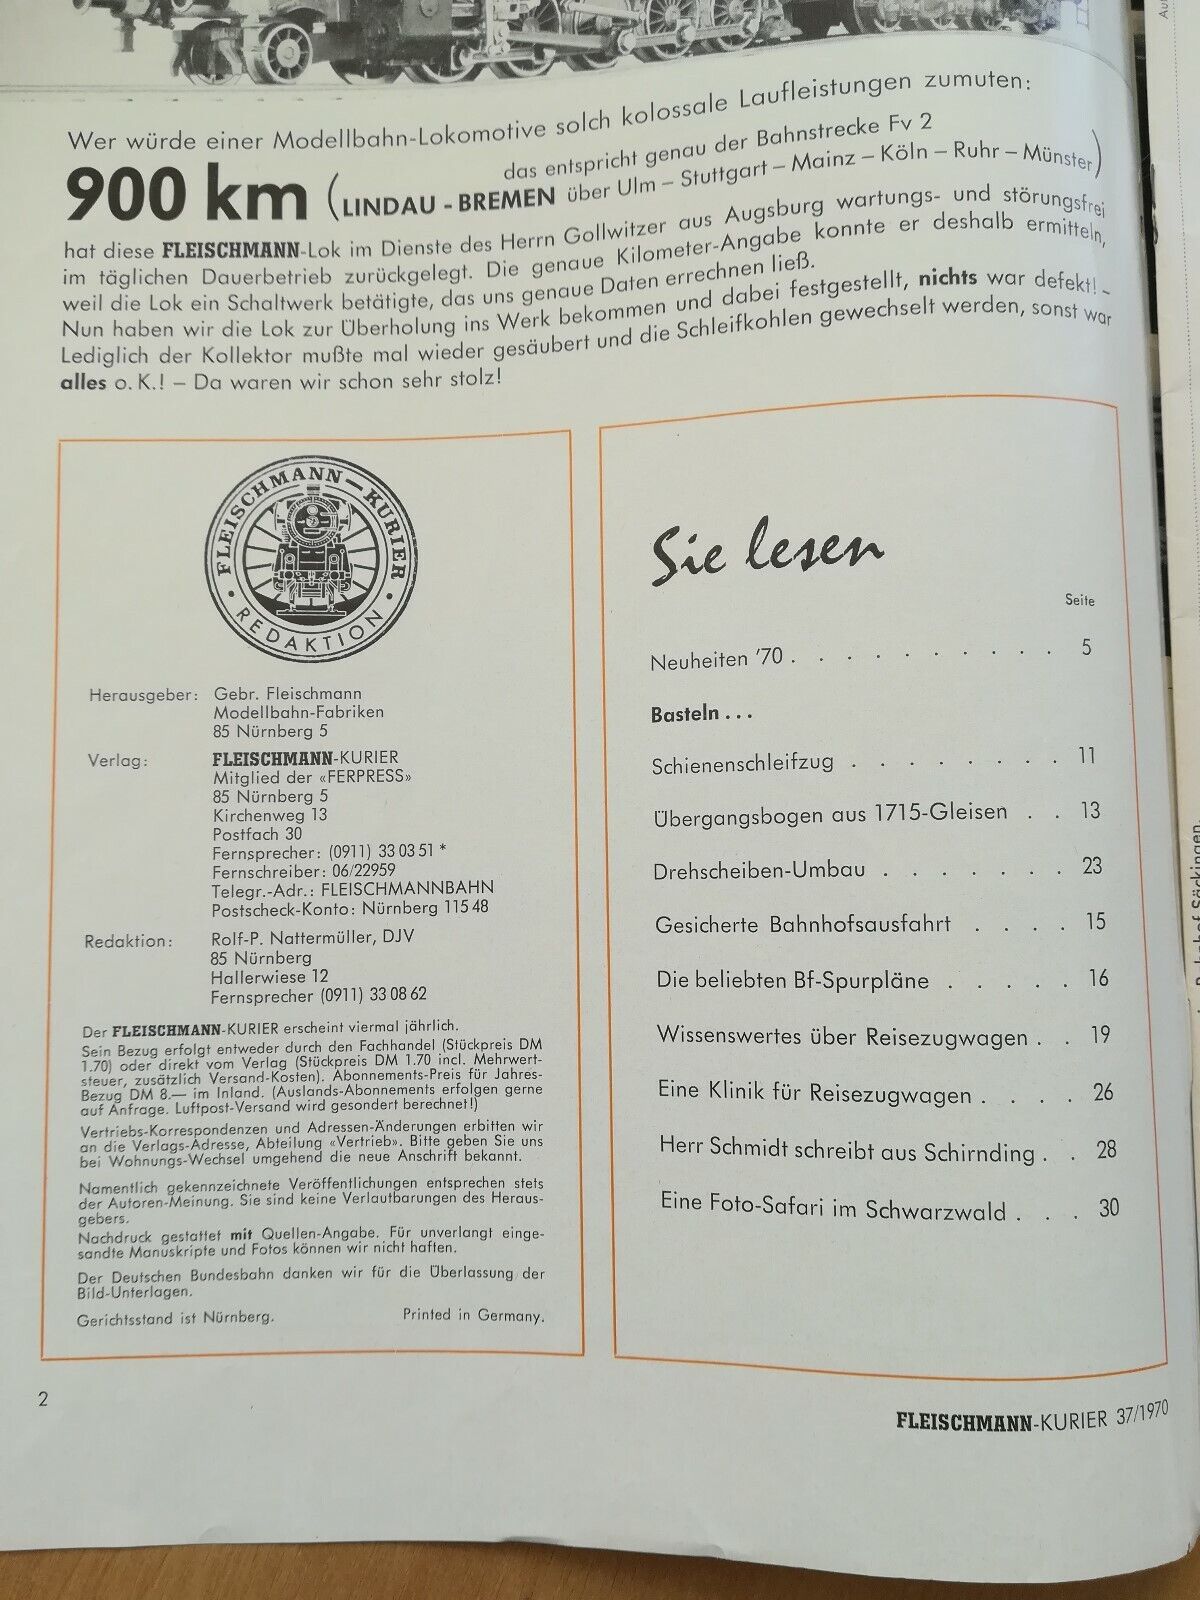 Wer würde einer Modellbahn-Lokomotive solch kolossale Laufleistungen zumuten:
900 km (das entspricht genau der Bahnstrecke Fv 2
LINDAU - BREMEN über Ulm – Stuttgart – Mainz – Köln – Ruhr – Münster)
hat diese FLEISCHMANN-Lok im Dienste des Herrn Gollwitzer aus Augsburg wartungs- und störungsfrei
im täglichen Dauerbetrieb zurückgelegt. Die genaue Kilometer-Angabe konnte er deshalb ermitteln,
weil die Lok ein Schaltwerk betätigte, das uns genaue Daten errechnen ließ.
Nun haben wir die Lok zur Überholung ins Werk bekommen und dabei festgestellt, nichts war defekt! –
Lediglich der Kollektor mußte mal wieder gesäubert und die Schleifkohlen gewechselt werden, sonst war
alles o. K.! – Da waren wir schon sehr stolz!
FLEISCHMANN – KURIER
• REDAKTION •
Herausgeber: Gebr. Fleischmann
Modellbahn-Fabriken
85 Nürnberg 5
Verlag: FLEISCHMANN-KURIER
Mitglied der «FERPRESS»
85 Nürnberg 5
Kirchenweg 13
Postfach 30
Fernsprecher: (0911) 33 03 51 *
Fernschreiber: 06/22959
Telegr.-Adr.: FLEISCHMANNBAHN
Postscheck-Konto: Nürnberg 115 48
Redaktion: Rolf-P. Nattermüller, DJV
85 Nürnberg
Hallerwiese 12
Fernsprecher (0911) 33 08 62
Der FLEISCHMANN-KURIER erscheint viermal jährlich.
Sein Bezug erfolgt entweder durch den Fachhandel (Stückpreis DM
1.70) oder direkt vom Verlag (Stückpreis DM 1.70 incl. Mehrwert-
steuer, zusätzlich Versand-Kosten). Abonnements-Preis für Jahres-
Bezug DM 8.— im Inland. (Auslands-Abonnements erfolgen gerne
auf Anfrage. Luftpost-Versand wird gesondert berechnet!)
Vertriebs-Korrespondenzen und Adressen-Änderungen erbitten wir
an die Verlags-Adresse, Abteilung «Vertrieb». Bitte geben Sie uns
bei Wohnungs-Wechsel umgehend die neue Anschrift bekannt.
Namentlich gekennzeichnete Veröffentlichungen entsprechen stets
der Autoren-Meinung. Sie sind keine Verlautbarungen des Heraus-
gebers.
Nachdruck gestattet mit Quellen-Angabe. Für unverlangt einge-
sandte Manuskripte und Fotos können wir nicht haften.
Der Deutschen Bundesbahn danken wir für die Überlassung der
Bild-Unterlagen.
Gerichtsstand ist Nürnberg. Printed in Germany.
Sie lesen
Seite
Neuheiten '70 . . . . . . . . . . 5
Basteln . . .
Schienenschleifzug . . . . . . . . 11
Übergangsbogen aus 1715-Gleisen . . 13
Drehscheiben-Umbau . . . . . . . 23
Gesicherte Bahnhofsausfahrt . . . . 15
Die beliebten Bf-Spurpläne . . . . . 16
Wissenswertes über Reisezugwagen . . 19
Eine Klinik für Reisezugwagen . . . . 26
Herr Schmidt schreibt aus Schirnding . . 28
Eine Foto-Safari im Schwarzwald . . . 30
2
FLEISCHMANN-KURIER 37/1970
Säckingen